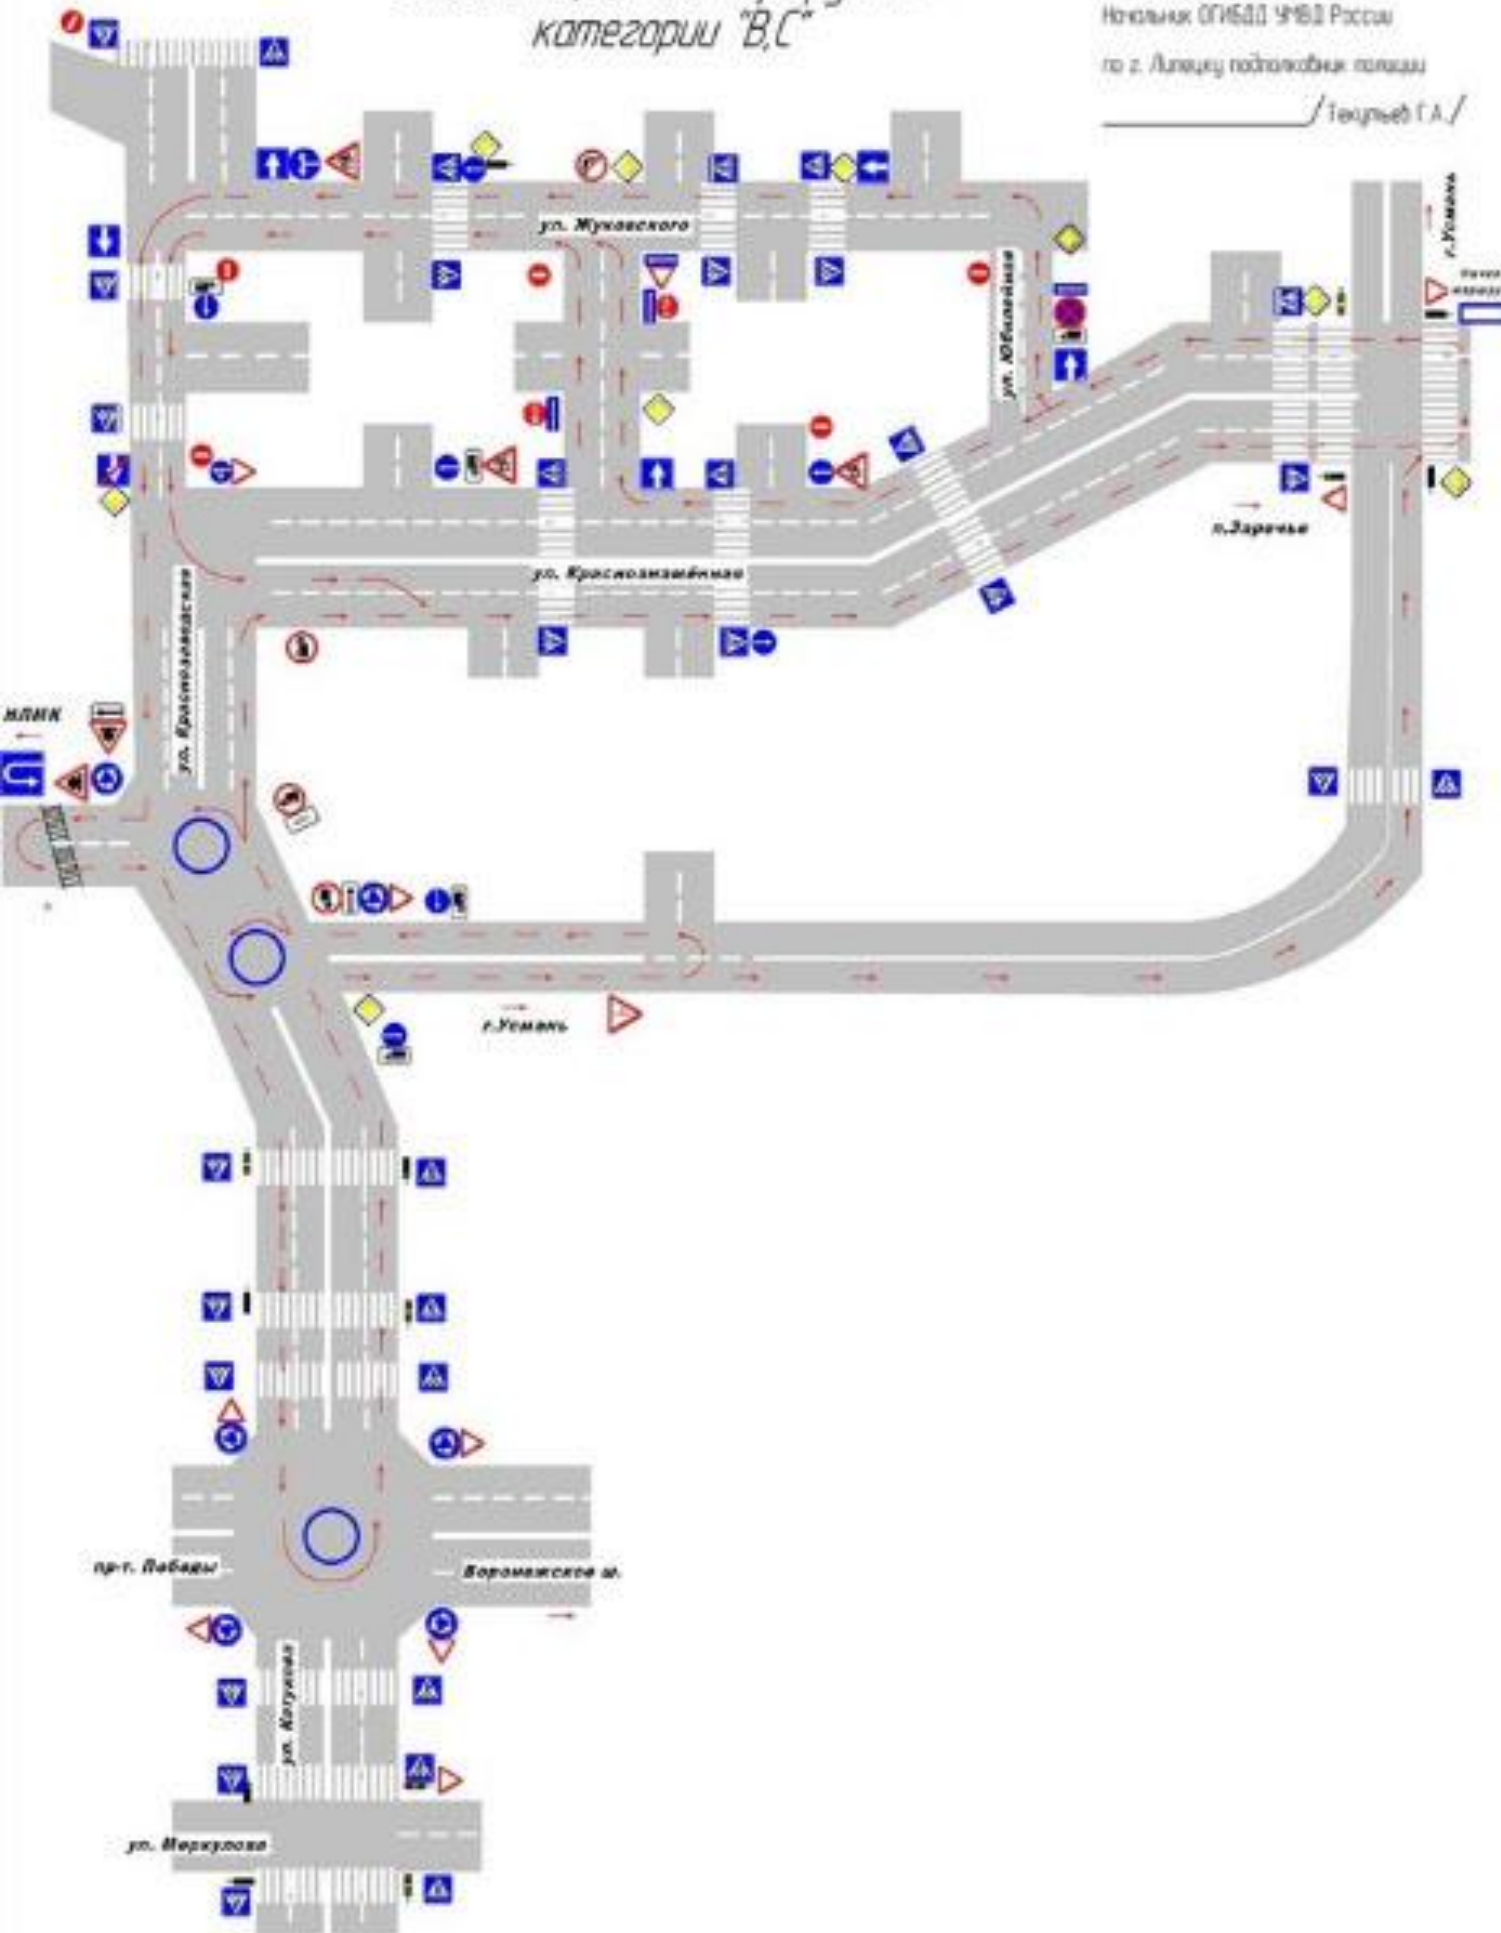 категории "В,С"
Начальник ОГИБДД УМВД России
по г. Липецку подполковник полиции
г.Усмань
ул. Жуковского
ул. Юбилейная
п.Заречье
ул. Краснознамённая
ул. Краснозаводская
НЛМК
г.Усмань
пр-т. Победы
Воронежское ш.
ул. Катукова
ул. Меркулова